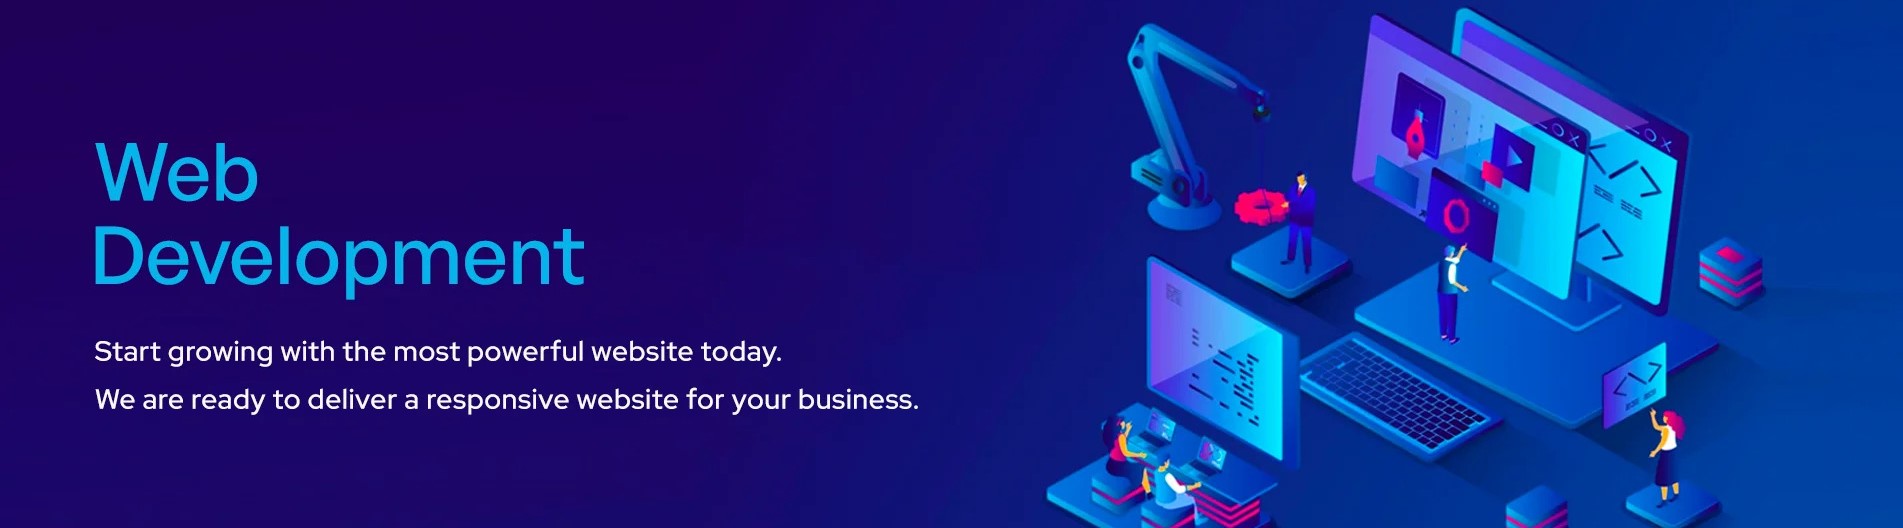 Web
Development
Start growing with the most powerful website today.
We are ready to deliver a responsive website for your business.